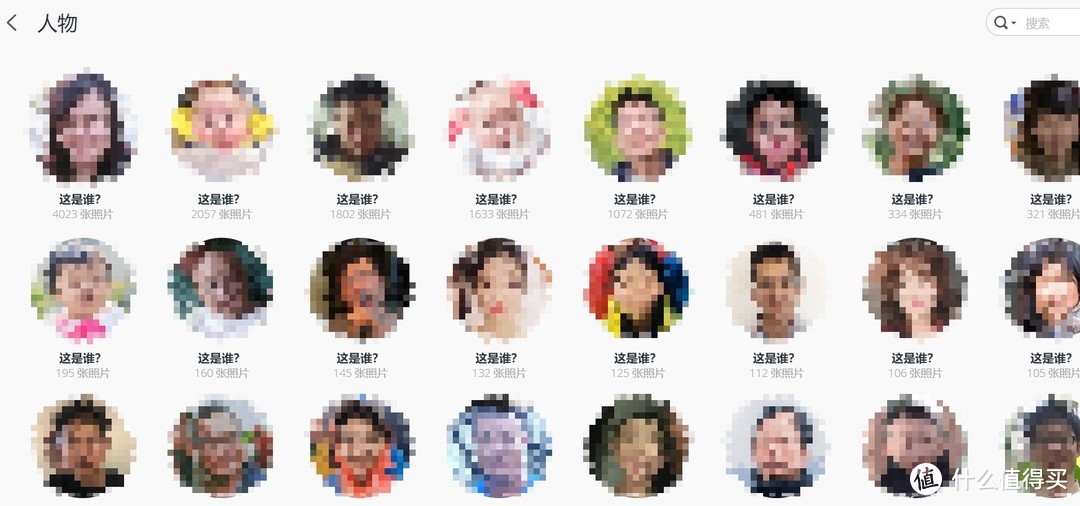 人物
搜索
这是谁? 这是谁? 这是谁? 这是谁? 这是谁? 这是谁? 这是谁? 这是谁?
4023 张照片 2057 张照片 1802 张照片 1633 张照片 1072 张照片 481 张照片 334 张照片 321 张照片
这是谁? 这是谁? 这是谁? 这是谁? 这是谁? 这是谁? 这是谁? 这是谁?
195 张照片 160 张照片 145 张照片 132 张照片 125 张照片 112 张照片 106 张照片 105 张照片
值 什么值得买